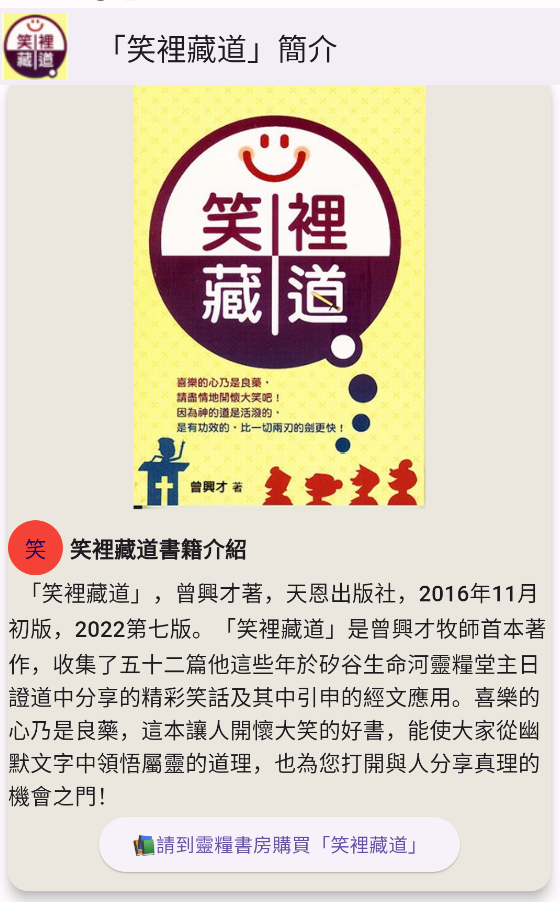 笑裡
藏道
「笑裡藏道」簡介
笑裡
藏道
喜樂的心乃是良藥，
請盡情地開懷大笑吧！
因為神的道是活潑的，
是有功效的，比一切兩刃的劍更快！
曾興才 著
笑 笑裡藏道書籍介紹
「笑裡藏道」，曾興才著，天恩出版社，2016年11月
初版，2022第七版。「笑裡藏道」是曾興才牧師首本著
作，收集了五十二篇他這些年於矽谷生命河靈糧堂主日
證道中分享的精彩笑話及其中引申的經文應用。喜樂的
心乃是良藥，這本讓人開懷大笑的好書，能使大家從幽
默文字中領悟屬靈的道理，也為您打開與人分享真理的
機會之門！
請到靈糧書房購買「笑裡藏道」